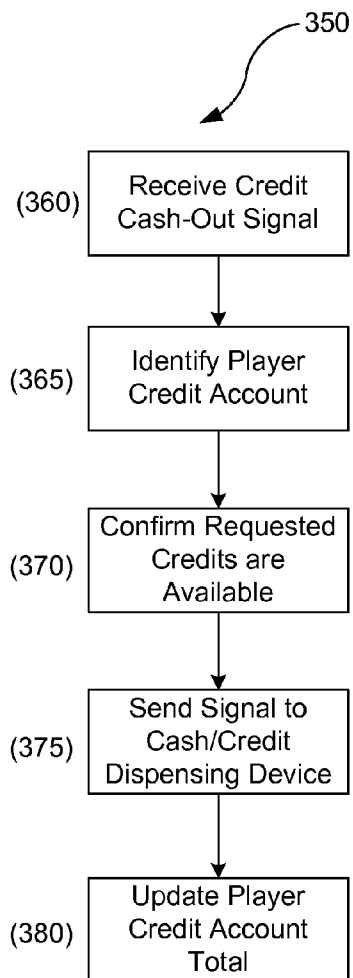 350
(360)
Receive Credit
Cash-Out Signal
(365)
Identify Player
Credit Account
(370)
Confirm Requested
Credits are
Available
(375)
Send Signal to
Cash/Credit
Dispensing Device
(380)
Update Player
Credit Account
Total